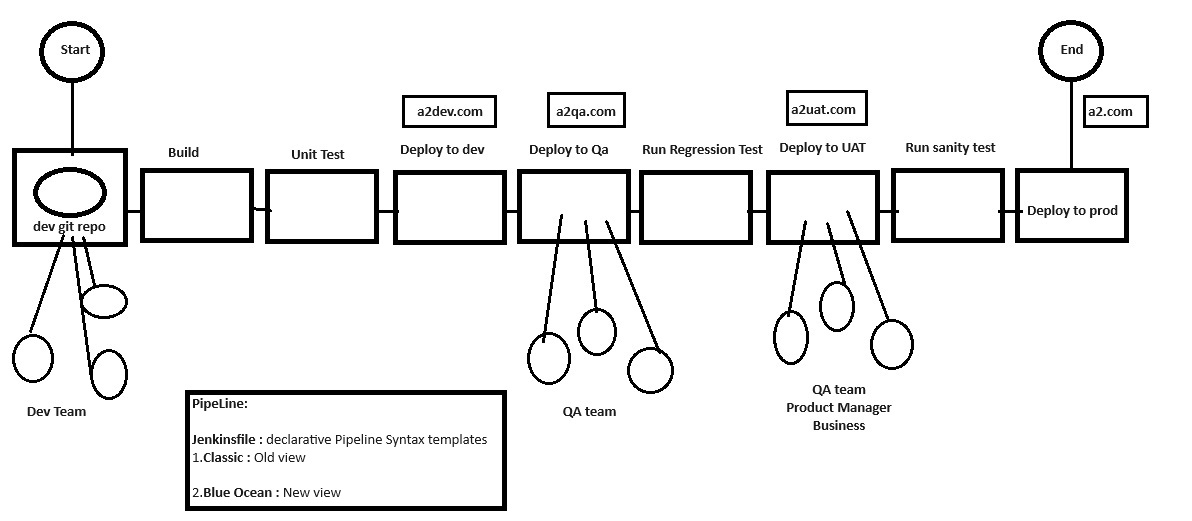 Start
End
a2dev.com
a2qa.com
a2uat.com
a2.com
Build
Unit Test
Deploy to dev
Deploy to Qa
Run Regression Test
Deploy to UAT
Run sanity test
dev git repo
Deploy to prod
Dev Team
QA team
QA team
Product Manager
Business
PipeLine:
Jenkinsfile : declarative Pipeline Syntax templates
1.Classic : Old view
2.Blue Ocean : New view